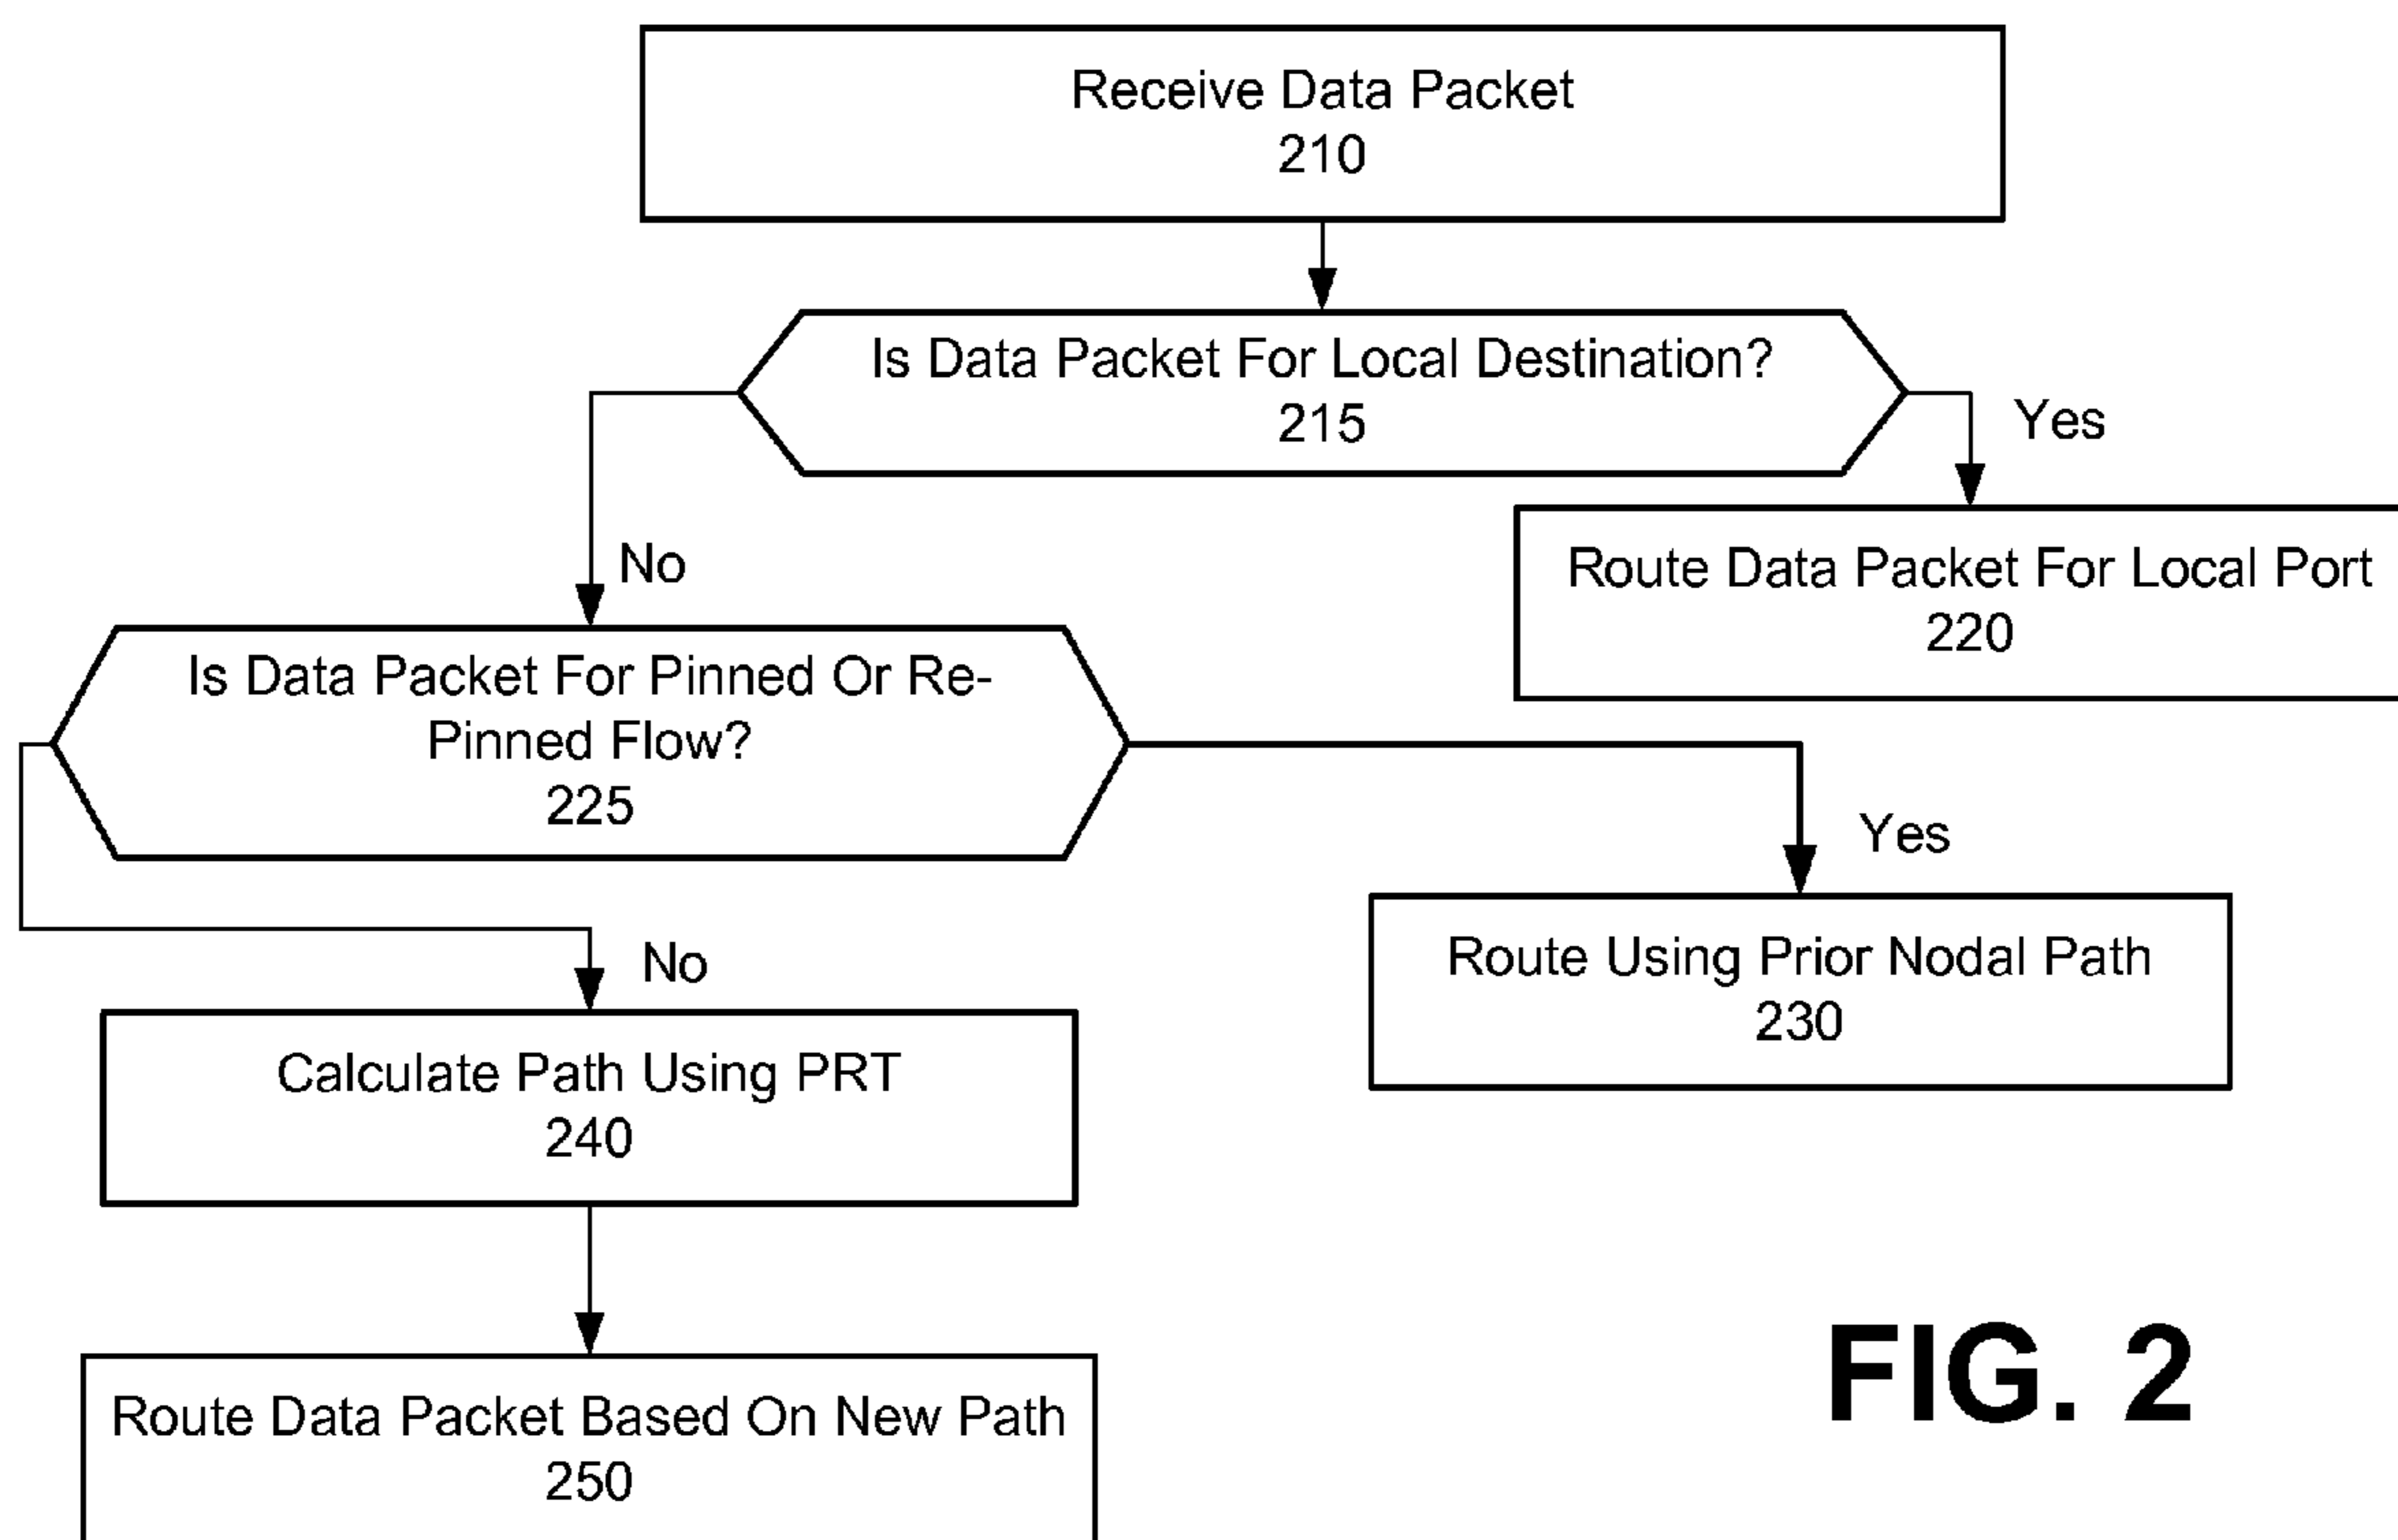 Receive Data Packet
210
Is Data Packet For Local Destination?
215
Yes
No
Route Data Packet For Local Port
220
Is Data Packet For Pinned Or Re-
Pinned Flow?
225
Yes
No
Route Using Prior Nodal Path
230
Calculate Path Using PRT
240
Route Data Packet Based On New Path
250
FIG. 2